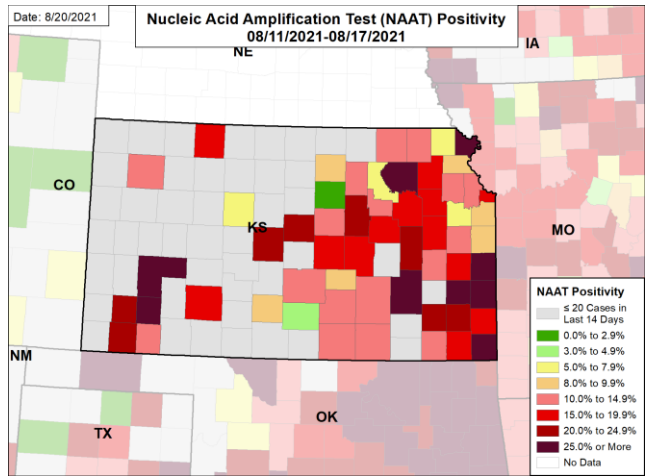 Date: 8/20/2021
Nucleic Acid Amplification Test (NAAT) Positivity
08/11/2021-08/17/2021
NE
IA
CO
KS
MO
NM
OK
TX
NAAT Positivity
≤ 20 Cases in
Last 14 Days
0.0% to 2.9%
3.0% to 4.9%
5.0% to 7.9%
8.0% to 9.9%
10.0% to 14.9%
15.0% to 19.9%
20.0% to 24.9%
25.0% or More
No Data